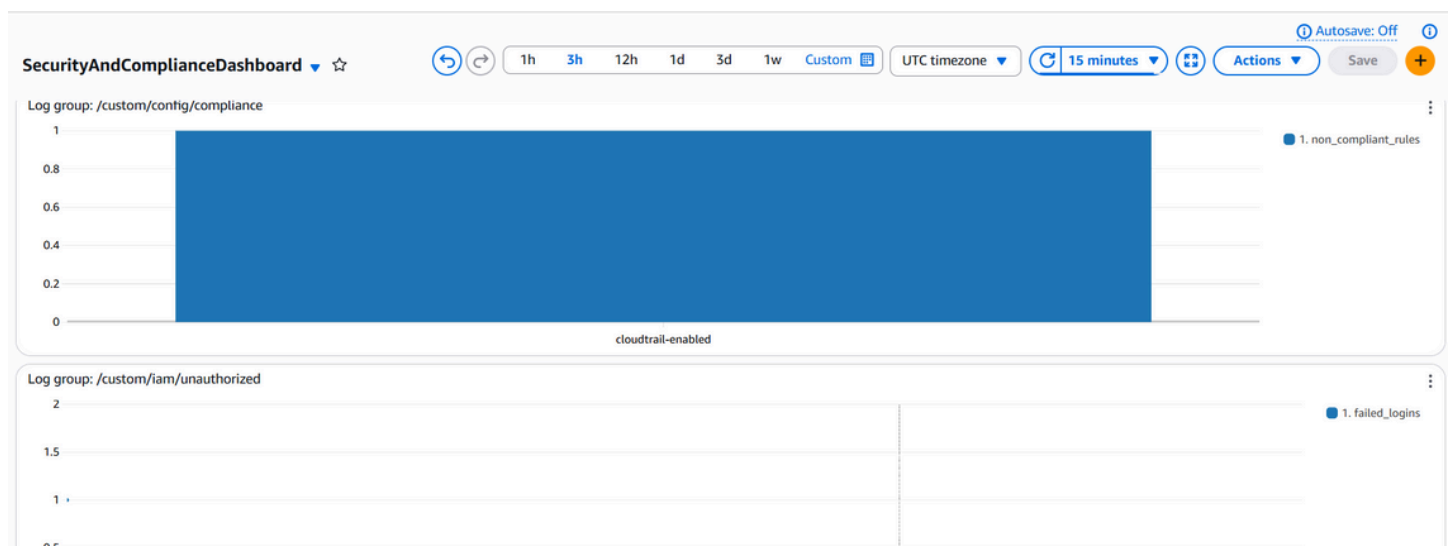 Autosave: Off
SecurityAndComplianceDashboard
1h 3h 12h 1d 3d 1w Custom
UTC timezone
15 minutes
Actions
Save
+
Log group: /custom/config/compliance
1
0.8
0.6
0.4
0.2
0
cloudtrail-enabled
1. non_compliant_rules
Log group: /custom/iam/unauthorized
2
1.5
1
0.5
1. failed_logins